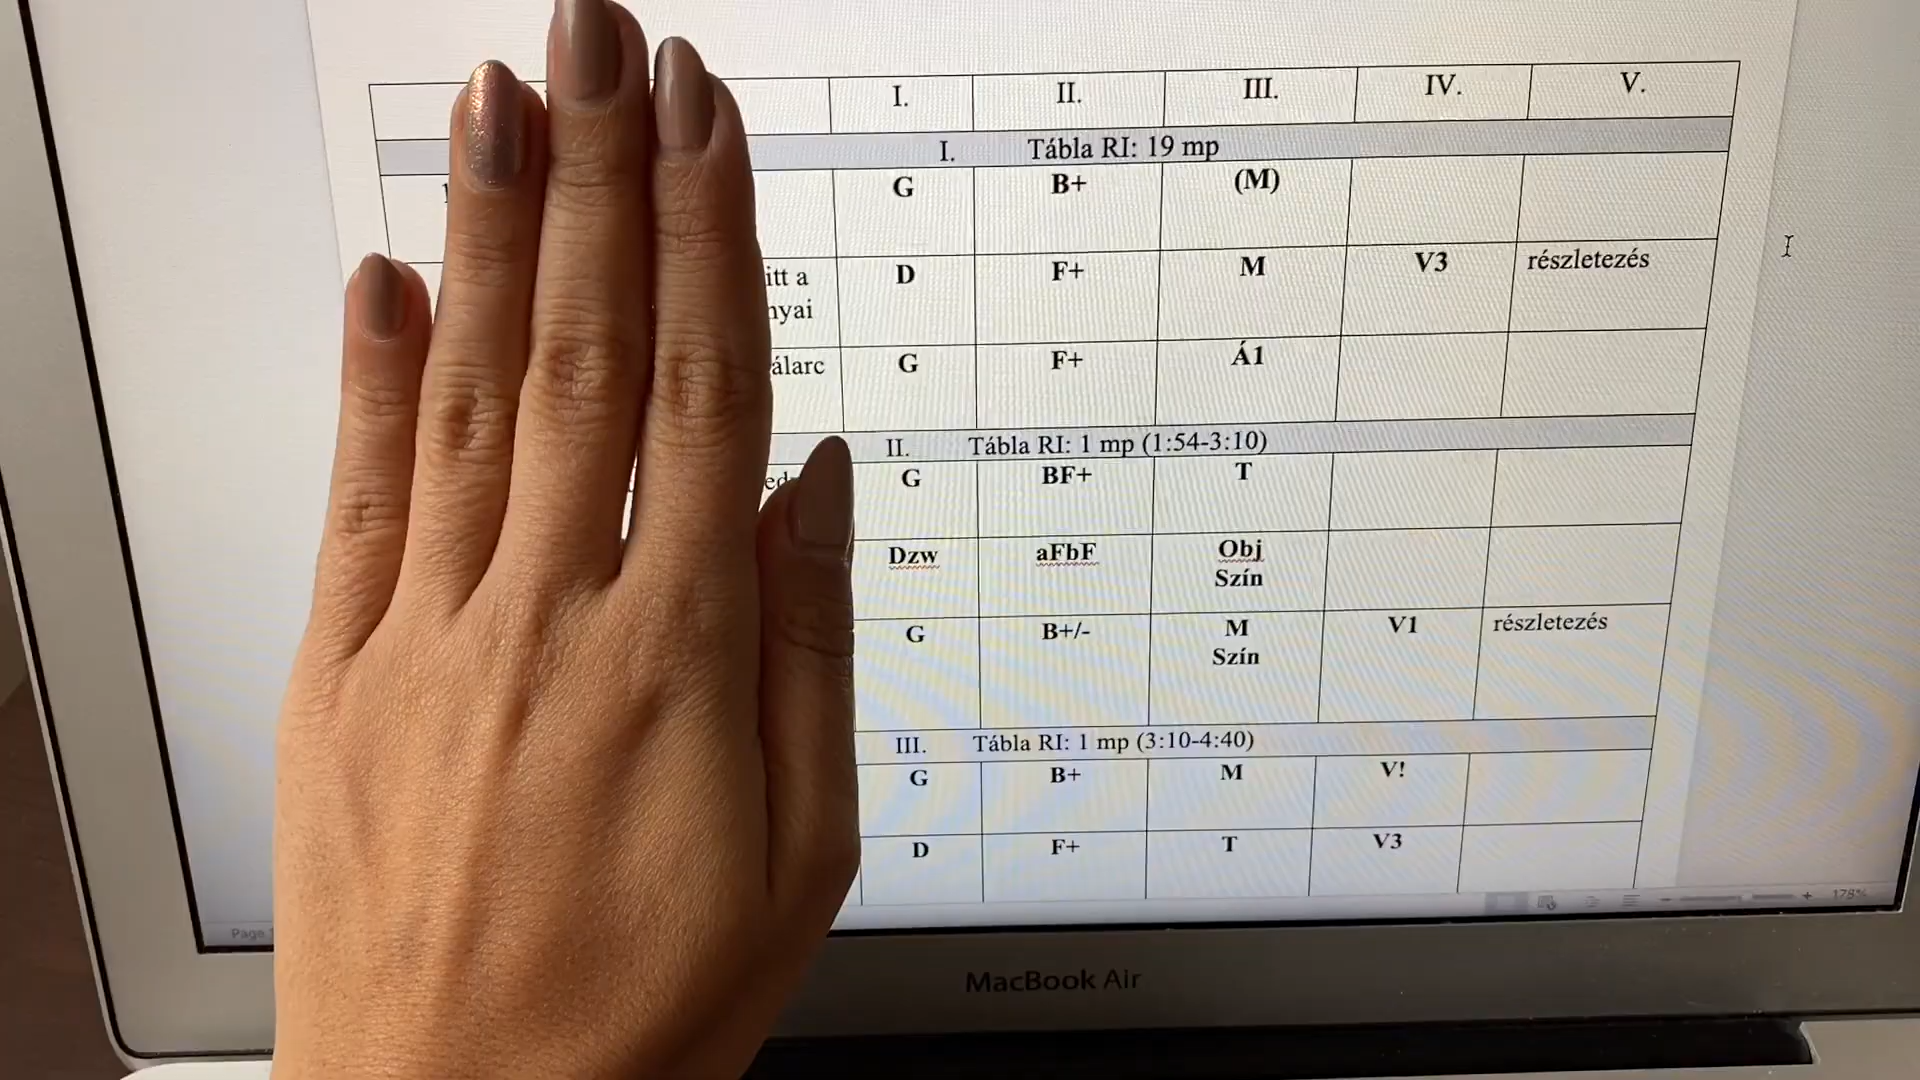 I. II. III. IV. V.
I. Tábla RI: 19 mp
G B+ (M)
itt a D F+ M V3 részletezés
nyai
álarc G F+ Á1
II. Tábla RI: 1 mp (1:54-3:10)
G BF+ T
Dzw aFbF Obj
Szín
G B+/- M V1 részletezés
Szín
III. Tábla RI: 1 mp (3:10-4:40)
G B+ M V!
D F+ T V3
Page
178%
MacBook Air